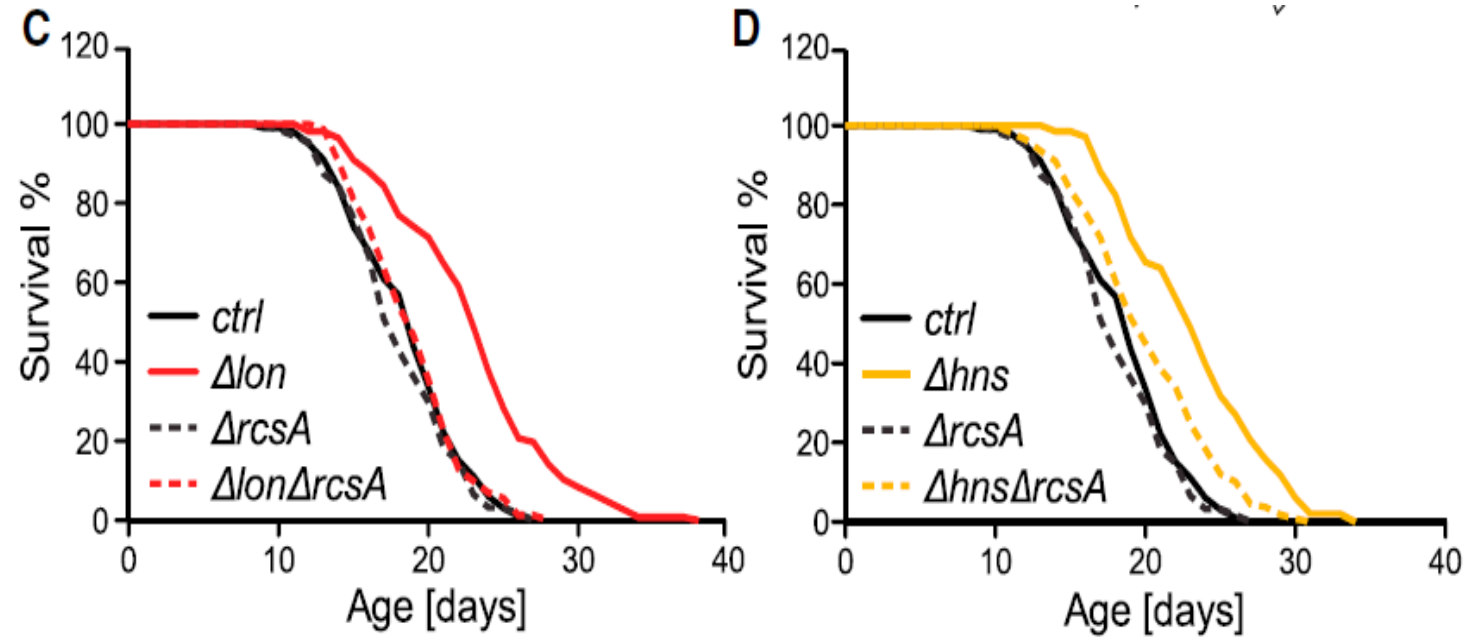 C
120
100
80
60
40
20
0
Survival %
ctrl
Δlon
ΔrcsA
ΔlonΔrcsA
0 10 20 30 40
Age [days]
D
120
100
80
60
40
20
0
Survival %
ctrl
Δhns
ΔrcsA
ΔhnsΔrcsA
0 10 20 30 40
Age [days]